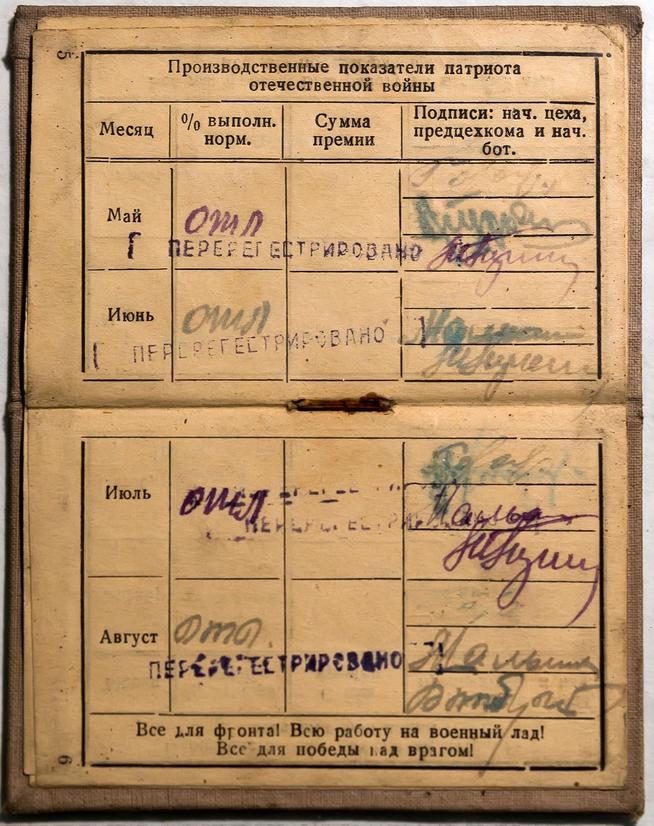 5
Производственные показатели патриота
отечественной войны
Месяц
% выполн.
норм.
Сумма
премии
Подписи: нач. цеха,
предцехкома и нач.
бот.
Май
отл
ПЕРЕРЕГЕСТРИРОВАНО
Июнь
отл
ПЕРЕРЕГЕСТРИРОВАНО
Июль
отл
Август
отл.
ПЕРЕРЕГЕСТРИРОВАНО
Все для фронта! Всю работу на военный лад!
Все для победы над врагом!
6